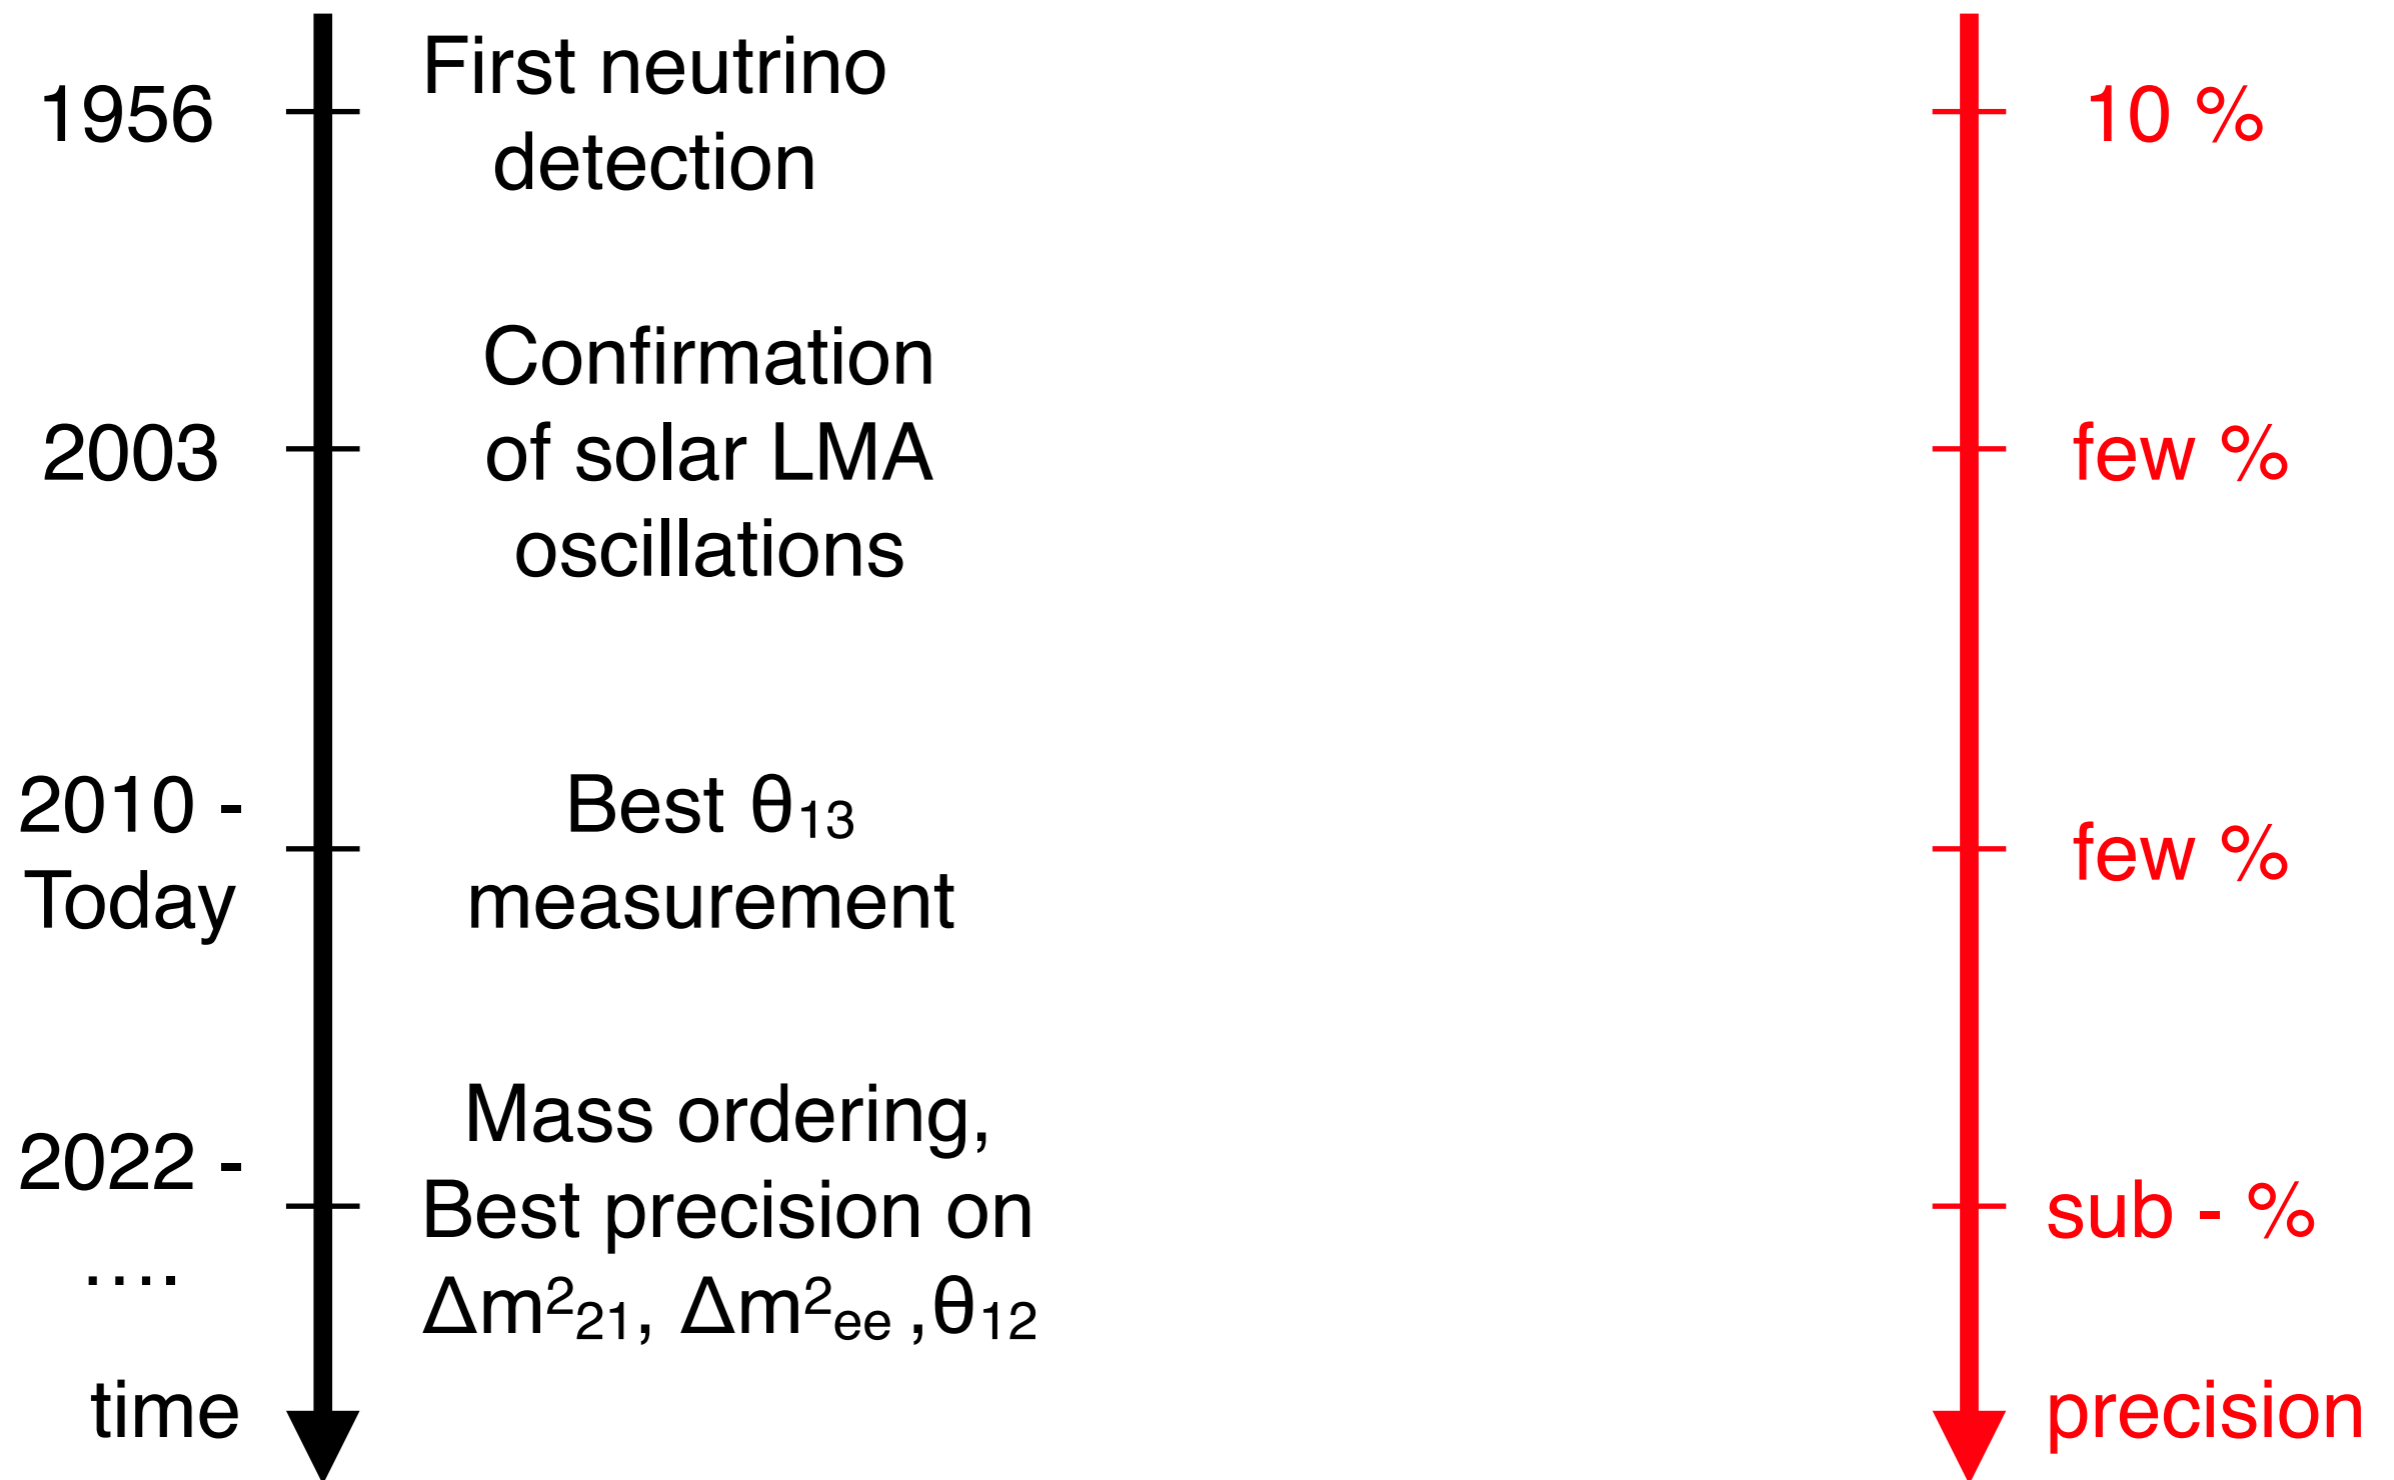 First neutrino
1956
detection
10 %
Confirmation
2003
of solar LMA
few %
oscillations
2010 -
Today
Best θ₁₃
measurement
few %
Mass ordering,
2022 -
Best precision on
sub - %
....
Δm²₂₁, Δm²ₑₑ ,θ₁₂
time
precision